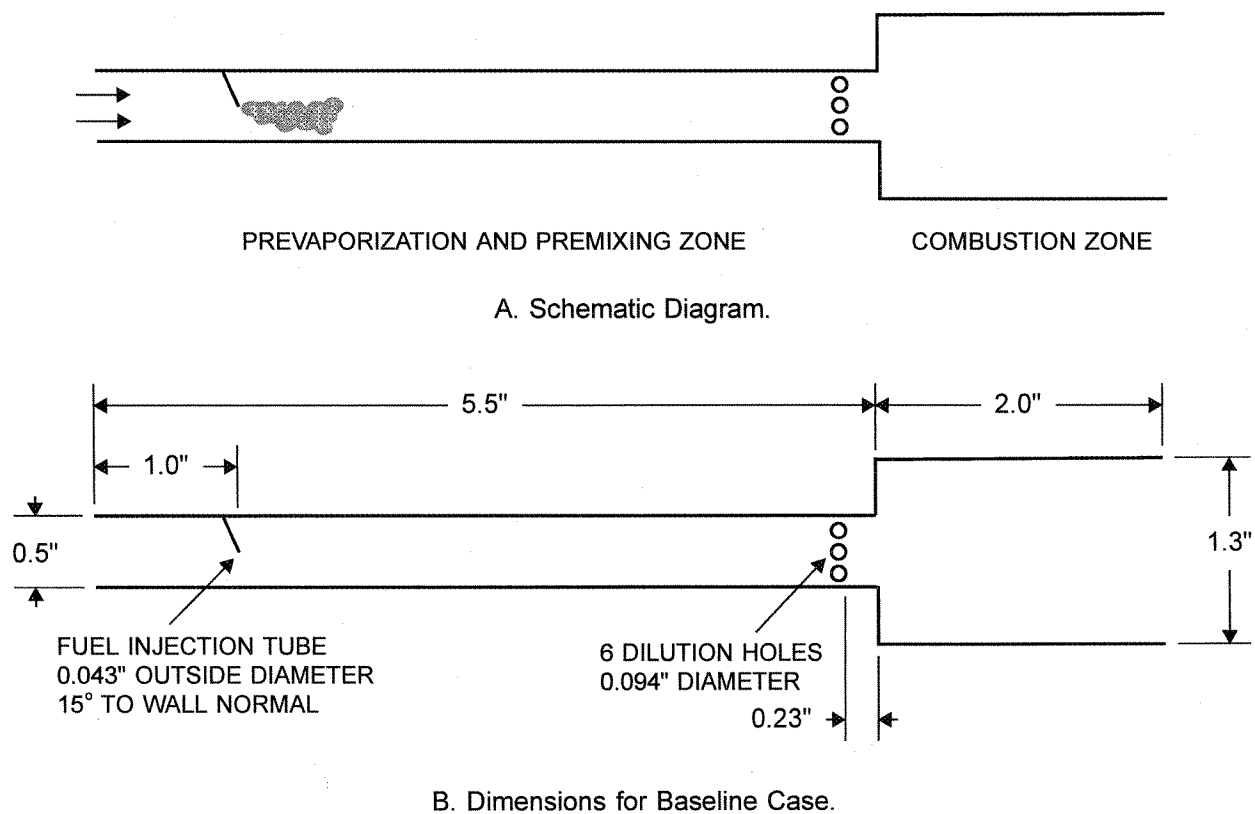 PREVAPORIZATION AND PREMIXING ZONE
COMBUSTION ZONE
A. Schematic Diagram.
5.5"
2.0"
1.0"
0.5"
1.3"
FUEL INJECTION TUBE
0.043" OUTSIDE DIAMETER
15° TO WALL NORMAL
6 DILUTION HOLES
0.094" DIAMETER
0.23"
B. Dimensions for Baseline Case.